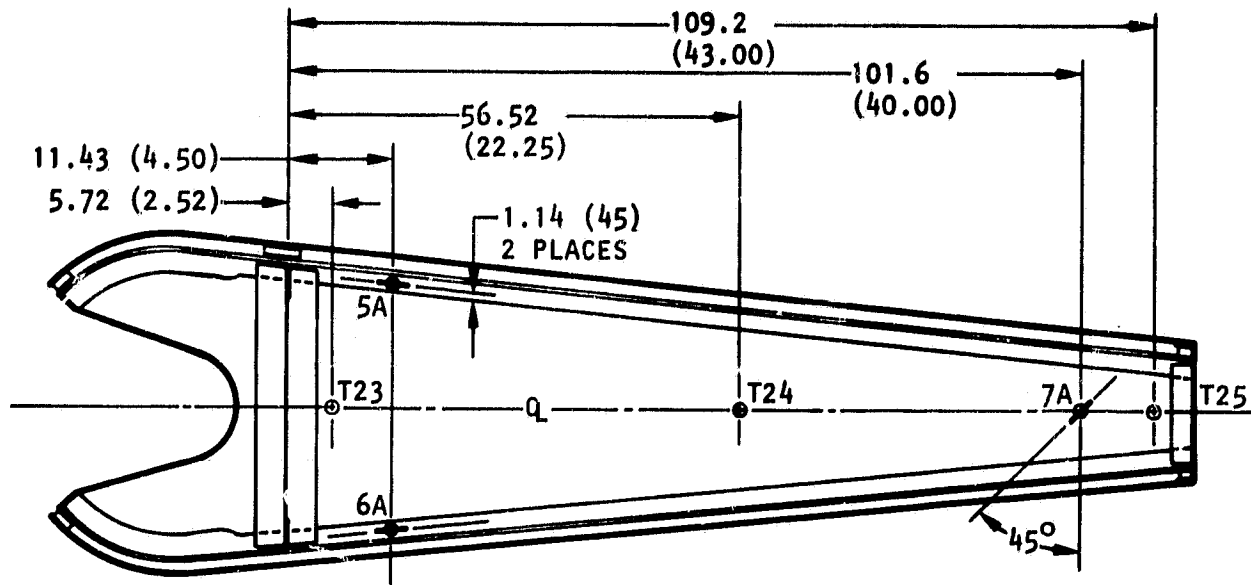 109.2
(43.00)
101.6
(40.00)
56.52
(22.25)
11.43 (4.50)
5.72 (2.52)
1.14 (45)
2 PLACES
5A
T23
℄
T24
7A
T25
6A
45°